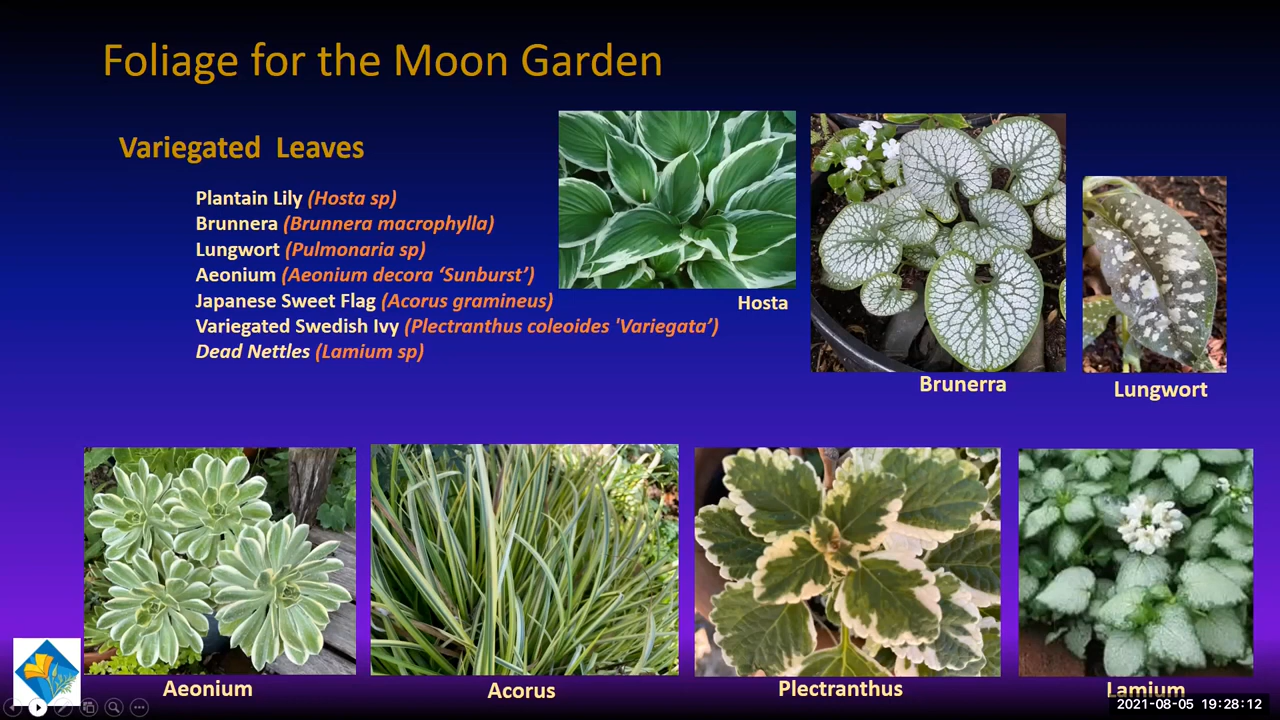 Foliage for the Moon Garden
Variegated Leaves
Plantain Lily (Hosta sp)
Brunnera (Brunnera macrophylla)
Lungwort (Pulmonaria sp)
Aeonium (Aeonium decora ‘Sunburst’)
Japanese Sweet Flag (Acorus gramineus)
Variegated Swedish Ivy (Plectranthus coleoides 'Variegata’)
Dead Nettles (Lamium sp)
Hosta
Brunerra
Lungwort
Aeonium
Acorus
Plectranthus
Lamium
2021-08-05 19:28:12